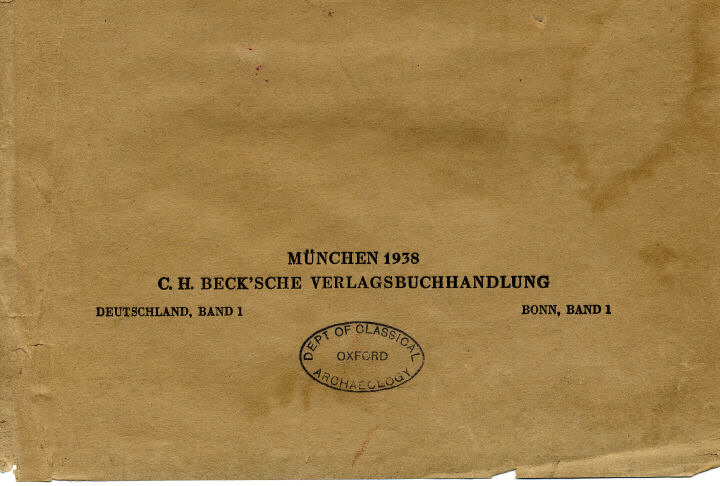 MÜNCHEN 1938
C. H. BECK'SCHE VERLAGSBUCHHANDLUNG
DEUTSCHLAND, BAND 1
BONN, BAND 1
DEPT OF CLASSICAL
OXFORD
ARCHAEOLOGY